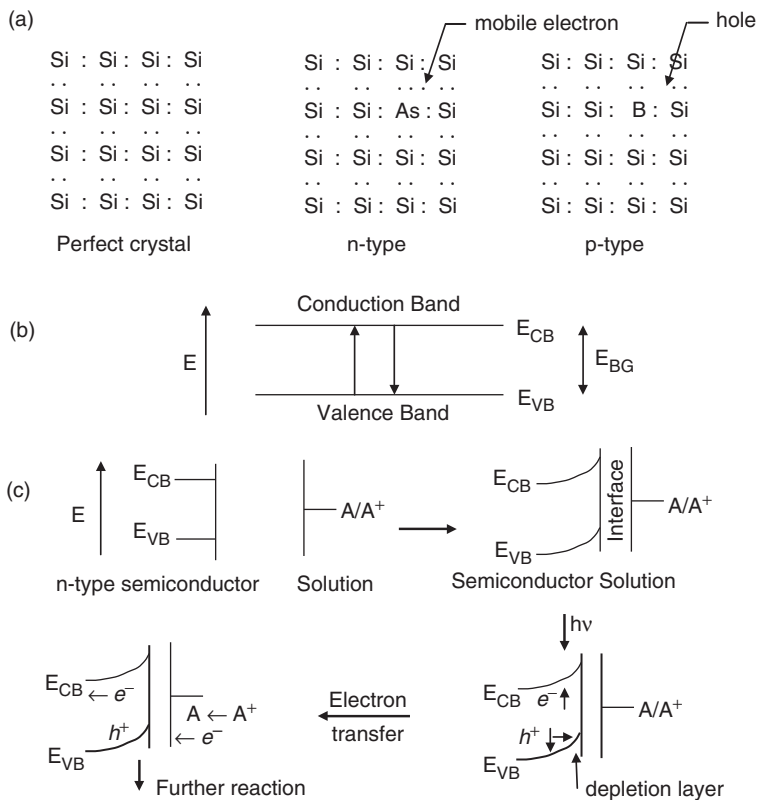 (a)
mobile electron
hole
Si : Si : Si : Si
Si : Si : Si : Si
Si : Si : Si : Si
Si : Si : Si : Si
Perfect crystal
Si : Si : Si : Si
Si : Si : As : Si
Si : Si : Si : Si
Si : Si : Si : Si
n-type
Si : Si : Si : Si
Si : Si : B : Si
Si : Si : Si : Si
Si : Si : Si : Si
p-type
(b)
E
Conduction Band
Valence Band
E_CB
E_VB
E_BG
(c)
E
E_CB
E_VB
n-type semiconductor
A/A⁺
Solution
E_CB
E_VB
Interface
A/A⁺
Semiconductor Solution
hν
E_CB
e⁻
h⁺
E_VB
A/A⁺
depletion layer
Electron
transfer
E_CB
← e⁻
h⁺
E_VB
A ← A⁺
← e⁻
Further reaction